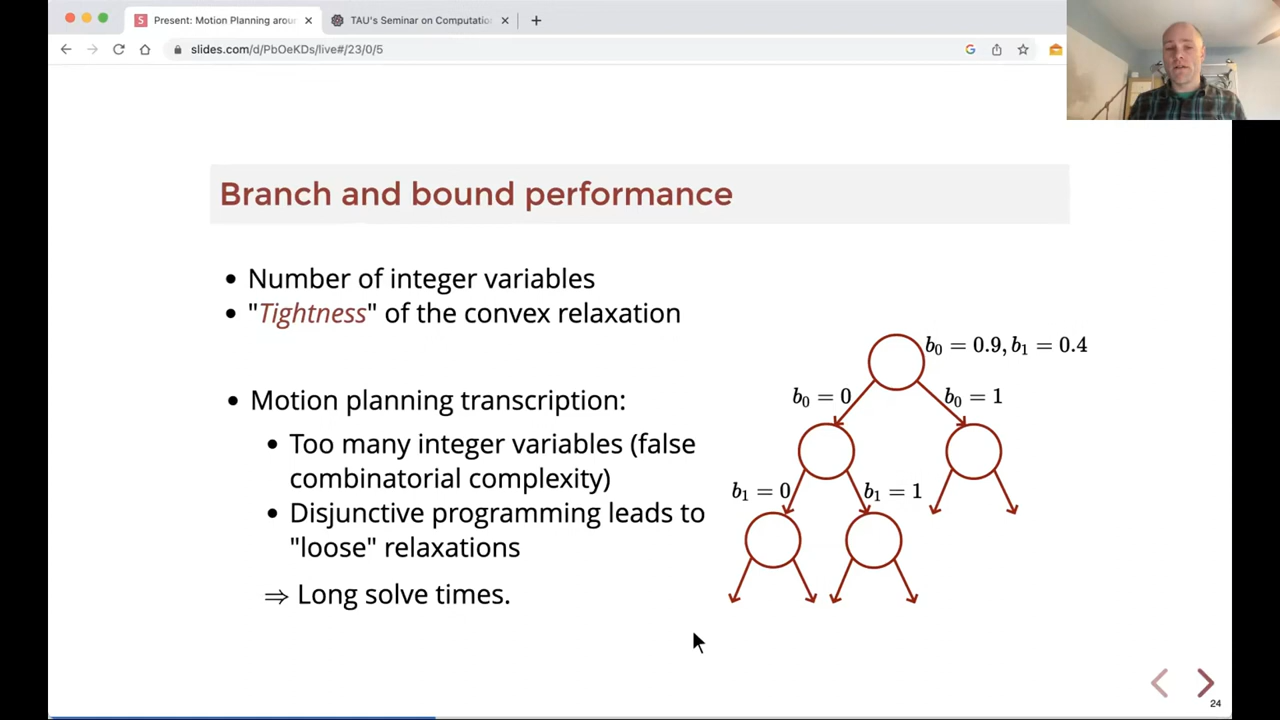 Present: Motion Planning arou
TAU's Seminar on Computatio
slides.com/d/PbOeKDs/live#/23/0/5
Branch and bound performance
• Number of integer variables
• "Tightness" of the convex relaxation
b₀ = 0.9, b₁ = 0.4
b₀ = 0
b₀ = 1
• Motion planning transcription:
• Too many integer variables (false
combinatorial complexity)
• Disjunctive programming leads to
"loose" relaxations
⇒ Long solve times.
b₁ = 0
b₁ = 1
24